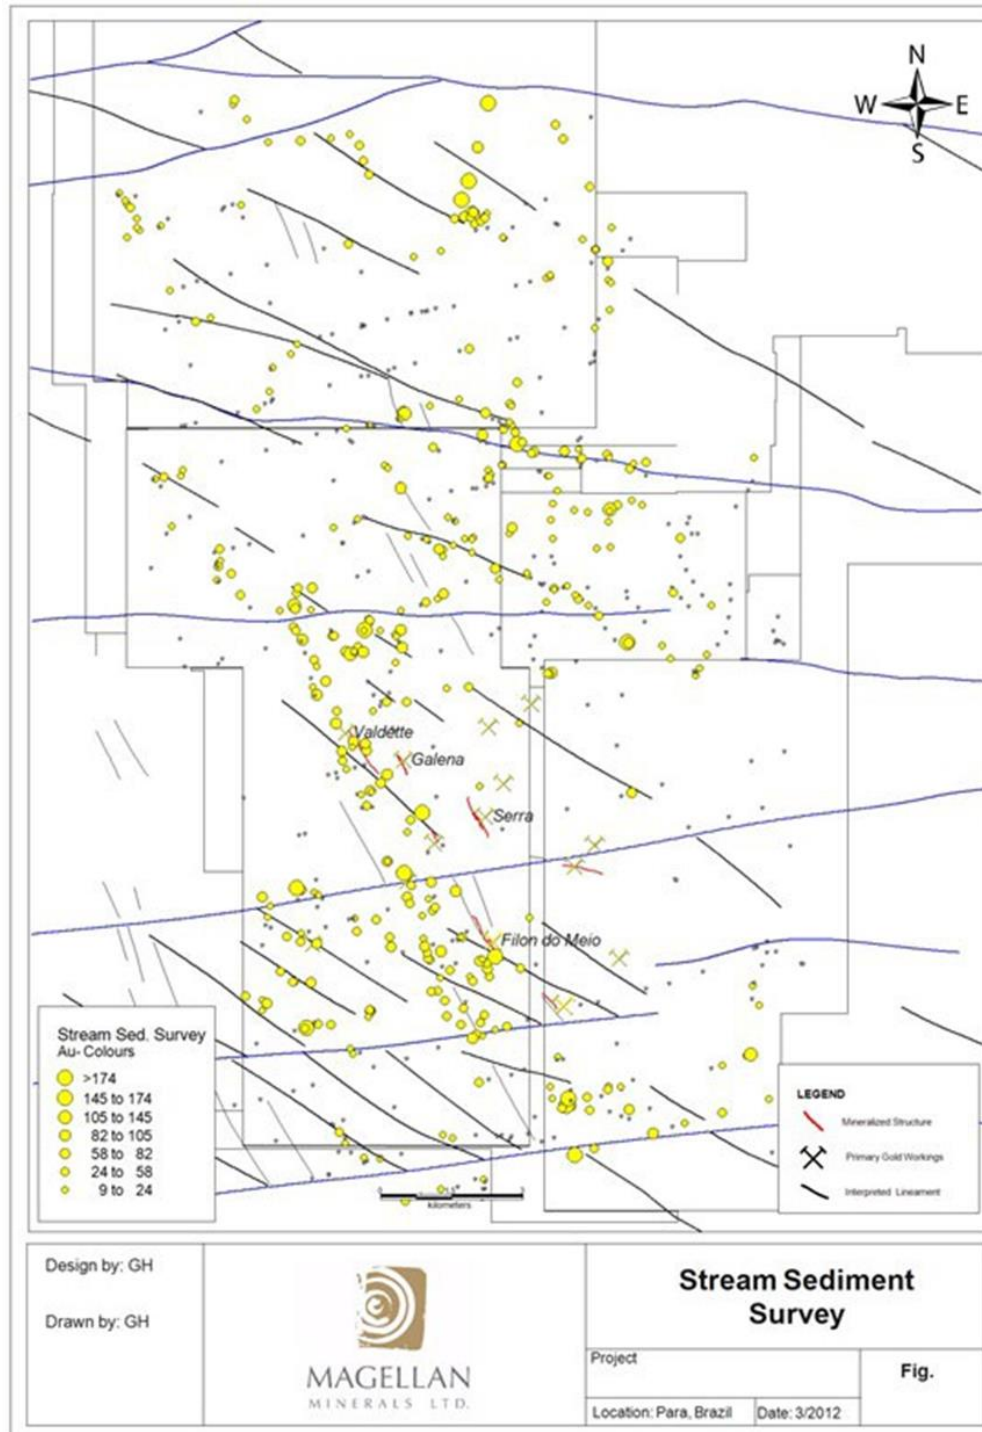 N
W E
S
Valdette
Galena
Serra
Filon do Meio
Stream Sed. Survey
Au- Colours
>174
145 to 174
105 to 145
82 to 105
58 to 82
24 to 58
9 to 24
LEGEND
Mineralized Structure
Primary Gold Workings
Interpreted Lineament
kilometers
Design by: GH
Drawn by: GH
MAGELLAN
MINERALS LTD.
Stream Sediment
Survey
Project
Fig.
Location: Para, Brazil
Date: 3/2012